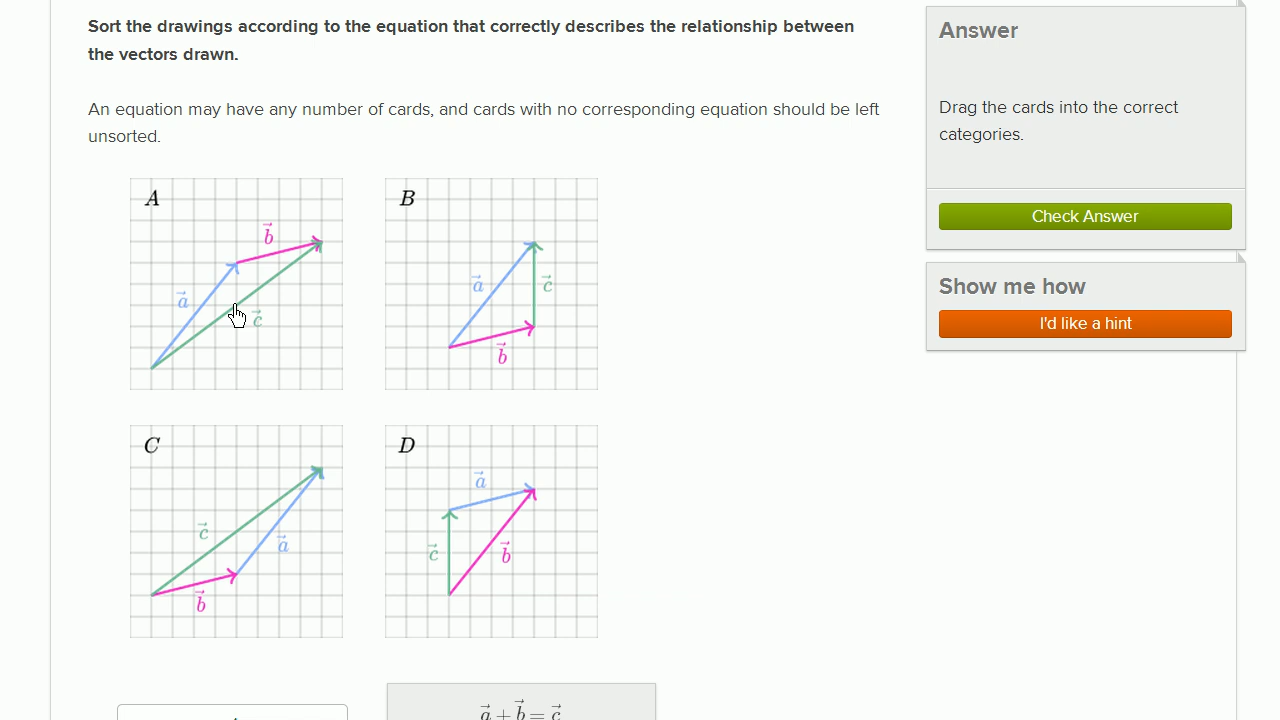 Sort the drawings according to the equation that correctly describes the relationship between
the vectors drawn.
An equation may have any number of cards, and cards with no corresponding equation should be left
unsorted.
A
a⃗
b⃗
c⃗
B
a⃗
b⃗
c⃗
C
c⃗
a⃗
b⃗
D
a⃗
c⃗
b⃗
a⃗ + b⃗ = c⃗
Answer
Drag the cards into the correct
categories.
Check Answer
Show me how
I'd like a hint